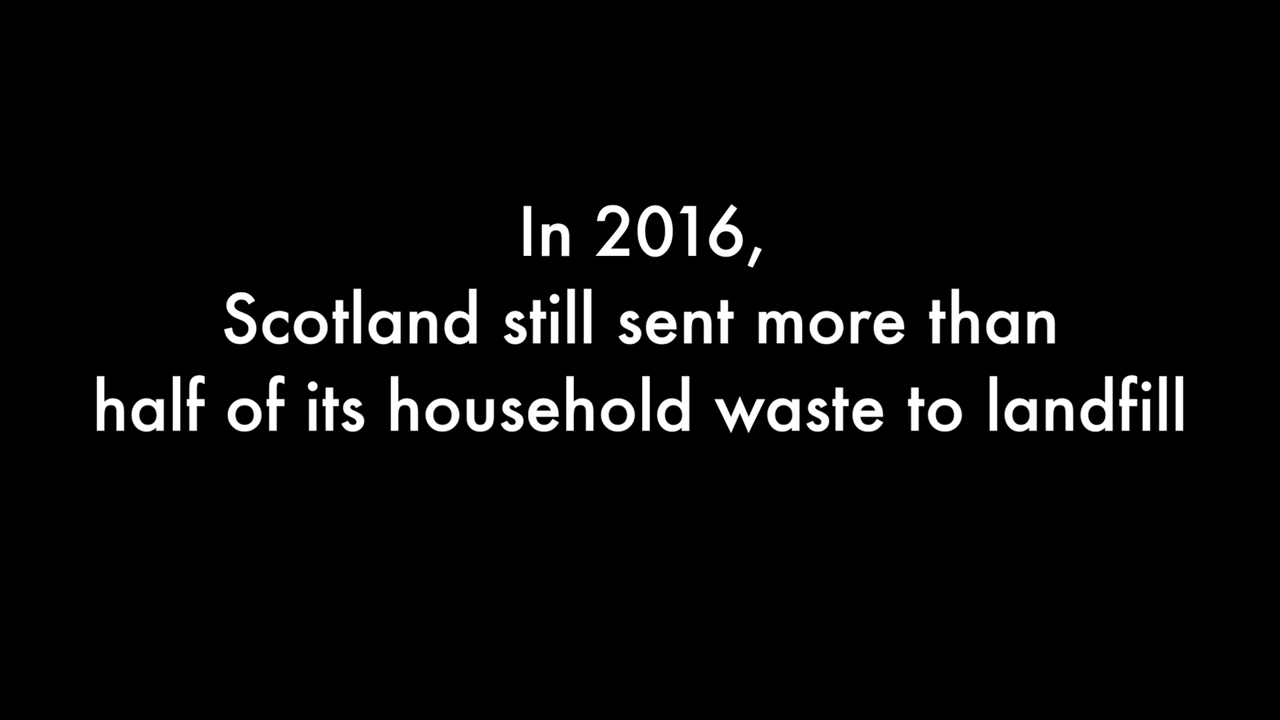 In 2016,
Scotland still sent more than
half of its household waste to landfill